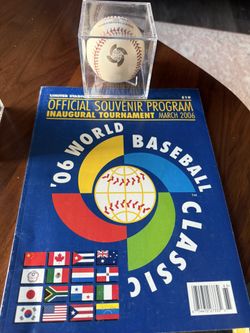 OFFICIAL SOUVENIR PROGRAM
INAUGURAL TOURNAMENT MARCH 2006
'06 WORLD BASEBALL CLASSIC